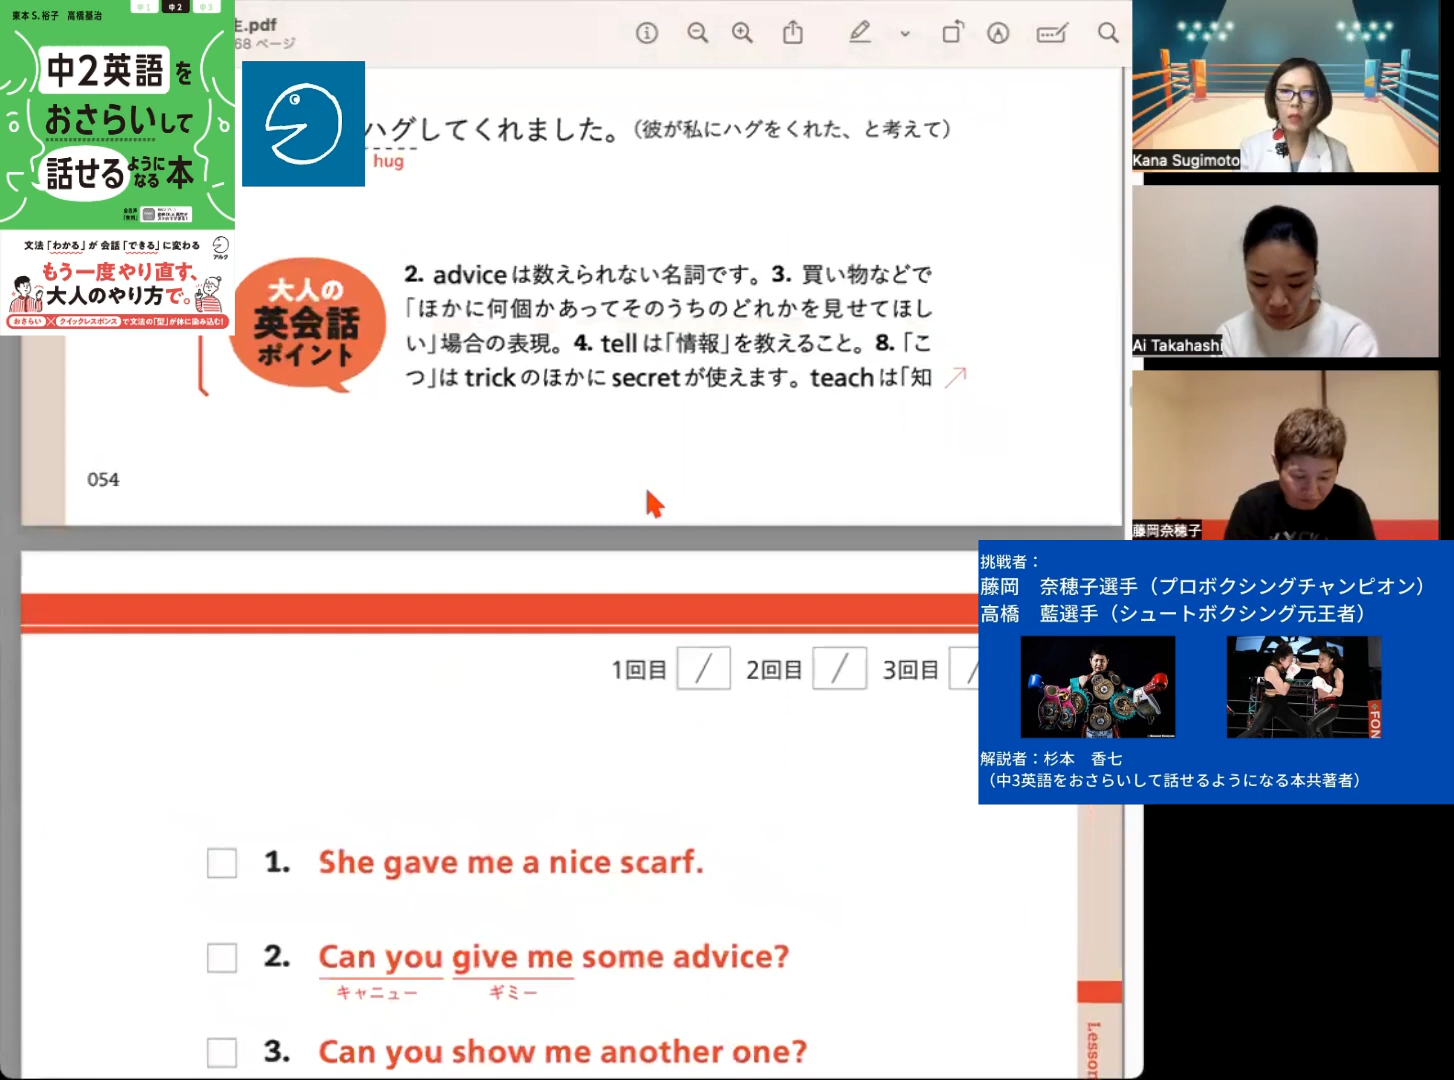 東本S.裕子 高橋基治
中1 中2 中3
中2英語を
おさらいして
話せる ように なる 本
文法「わかる」が 会話「できる」に変わる
アルク
もう一度やり直す、
大人のやり方で。
おさらい×クイックレスポンスで文法の「型」が体に染み込む!
主.pdf
68 ページ
ハグしてくれました。(彼が私にハグをくれた、と考えて)
hug
大人の
英会話
ポイント
2. adviceは数えられない名詞です。3. 買い物などで
「ほかに何個かあってそのうちのどれかを見せてほし
い」場合の表現。4. tellは「情報」を教えること。8.「こ
つ」はtrickのほかにsecretが使えます。teachは「知
054
1回目 / 2回目 / 3回目 /
1. She gave me a nice scarf.
2. Can you give me some advice?
キャニュー ギミー
3. Can you show me another one?
Lesson
Kana Sugimoto
Ai Takahashi
藤岡奈穂子
挑戦者:
藤岡 奈穂子選手(プロボクシングチャンピオン)
高橋 藍選手(シュートボクシング元王者)
解説者:杉本 香七
(中3英語をおさらいして話せるようになる本共著者)